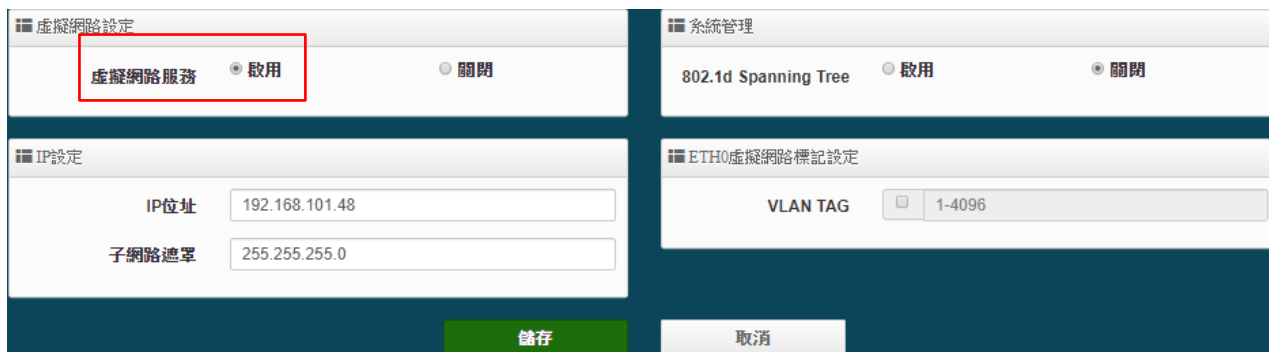 虛擬網路設定
虛擬網路服務 啟用 關閉
系統管理
802.1d Spanning Tree 啟用 關閉
IP設定
IP位址 192.168.101.48
子網路遮罩 255.255.255.0
ETH0虛擬網路標記設定
VLAN TAG 1-4096
儲存 取消